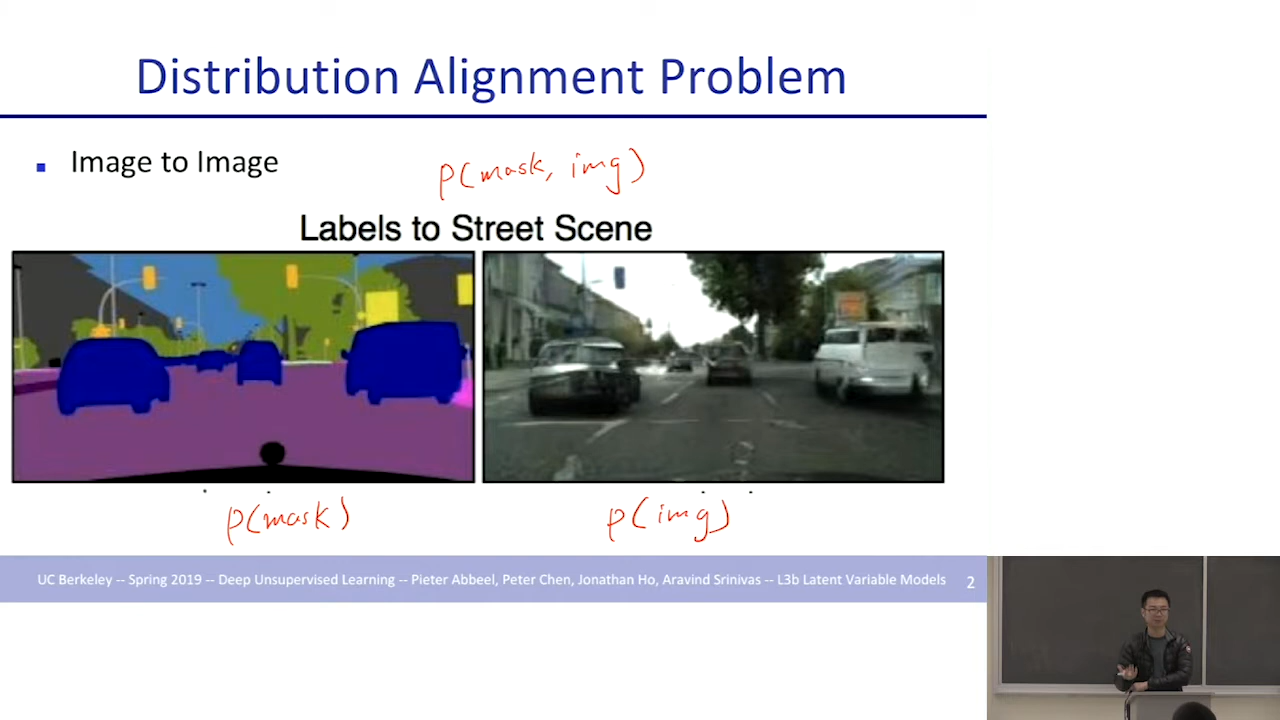 Distribution Alignment Problem
Image to Image
p(mask, img)
Labels to Street Scene
p(mask)
p(img)
UC Berkeley -- Spring 2019 -- Deep Unsupervised Learning -- Pieter Abbeel, Peter Chen, Jonathan Ho, Aravind Srinivas -- L3b Latent Variable Models 2